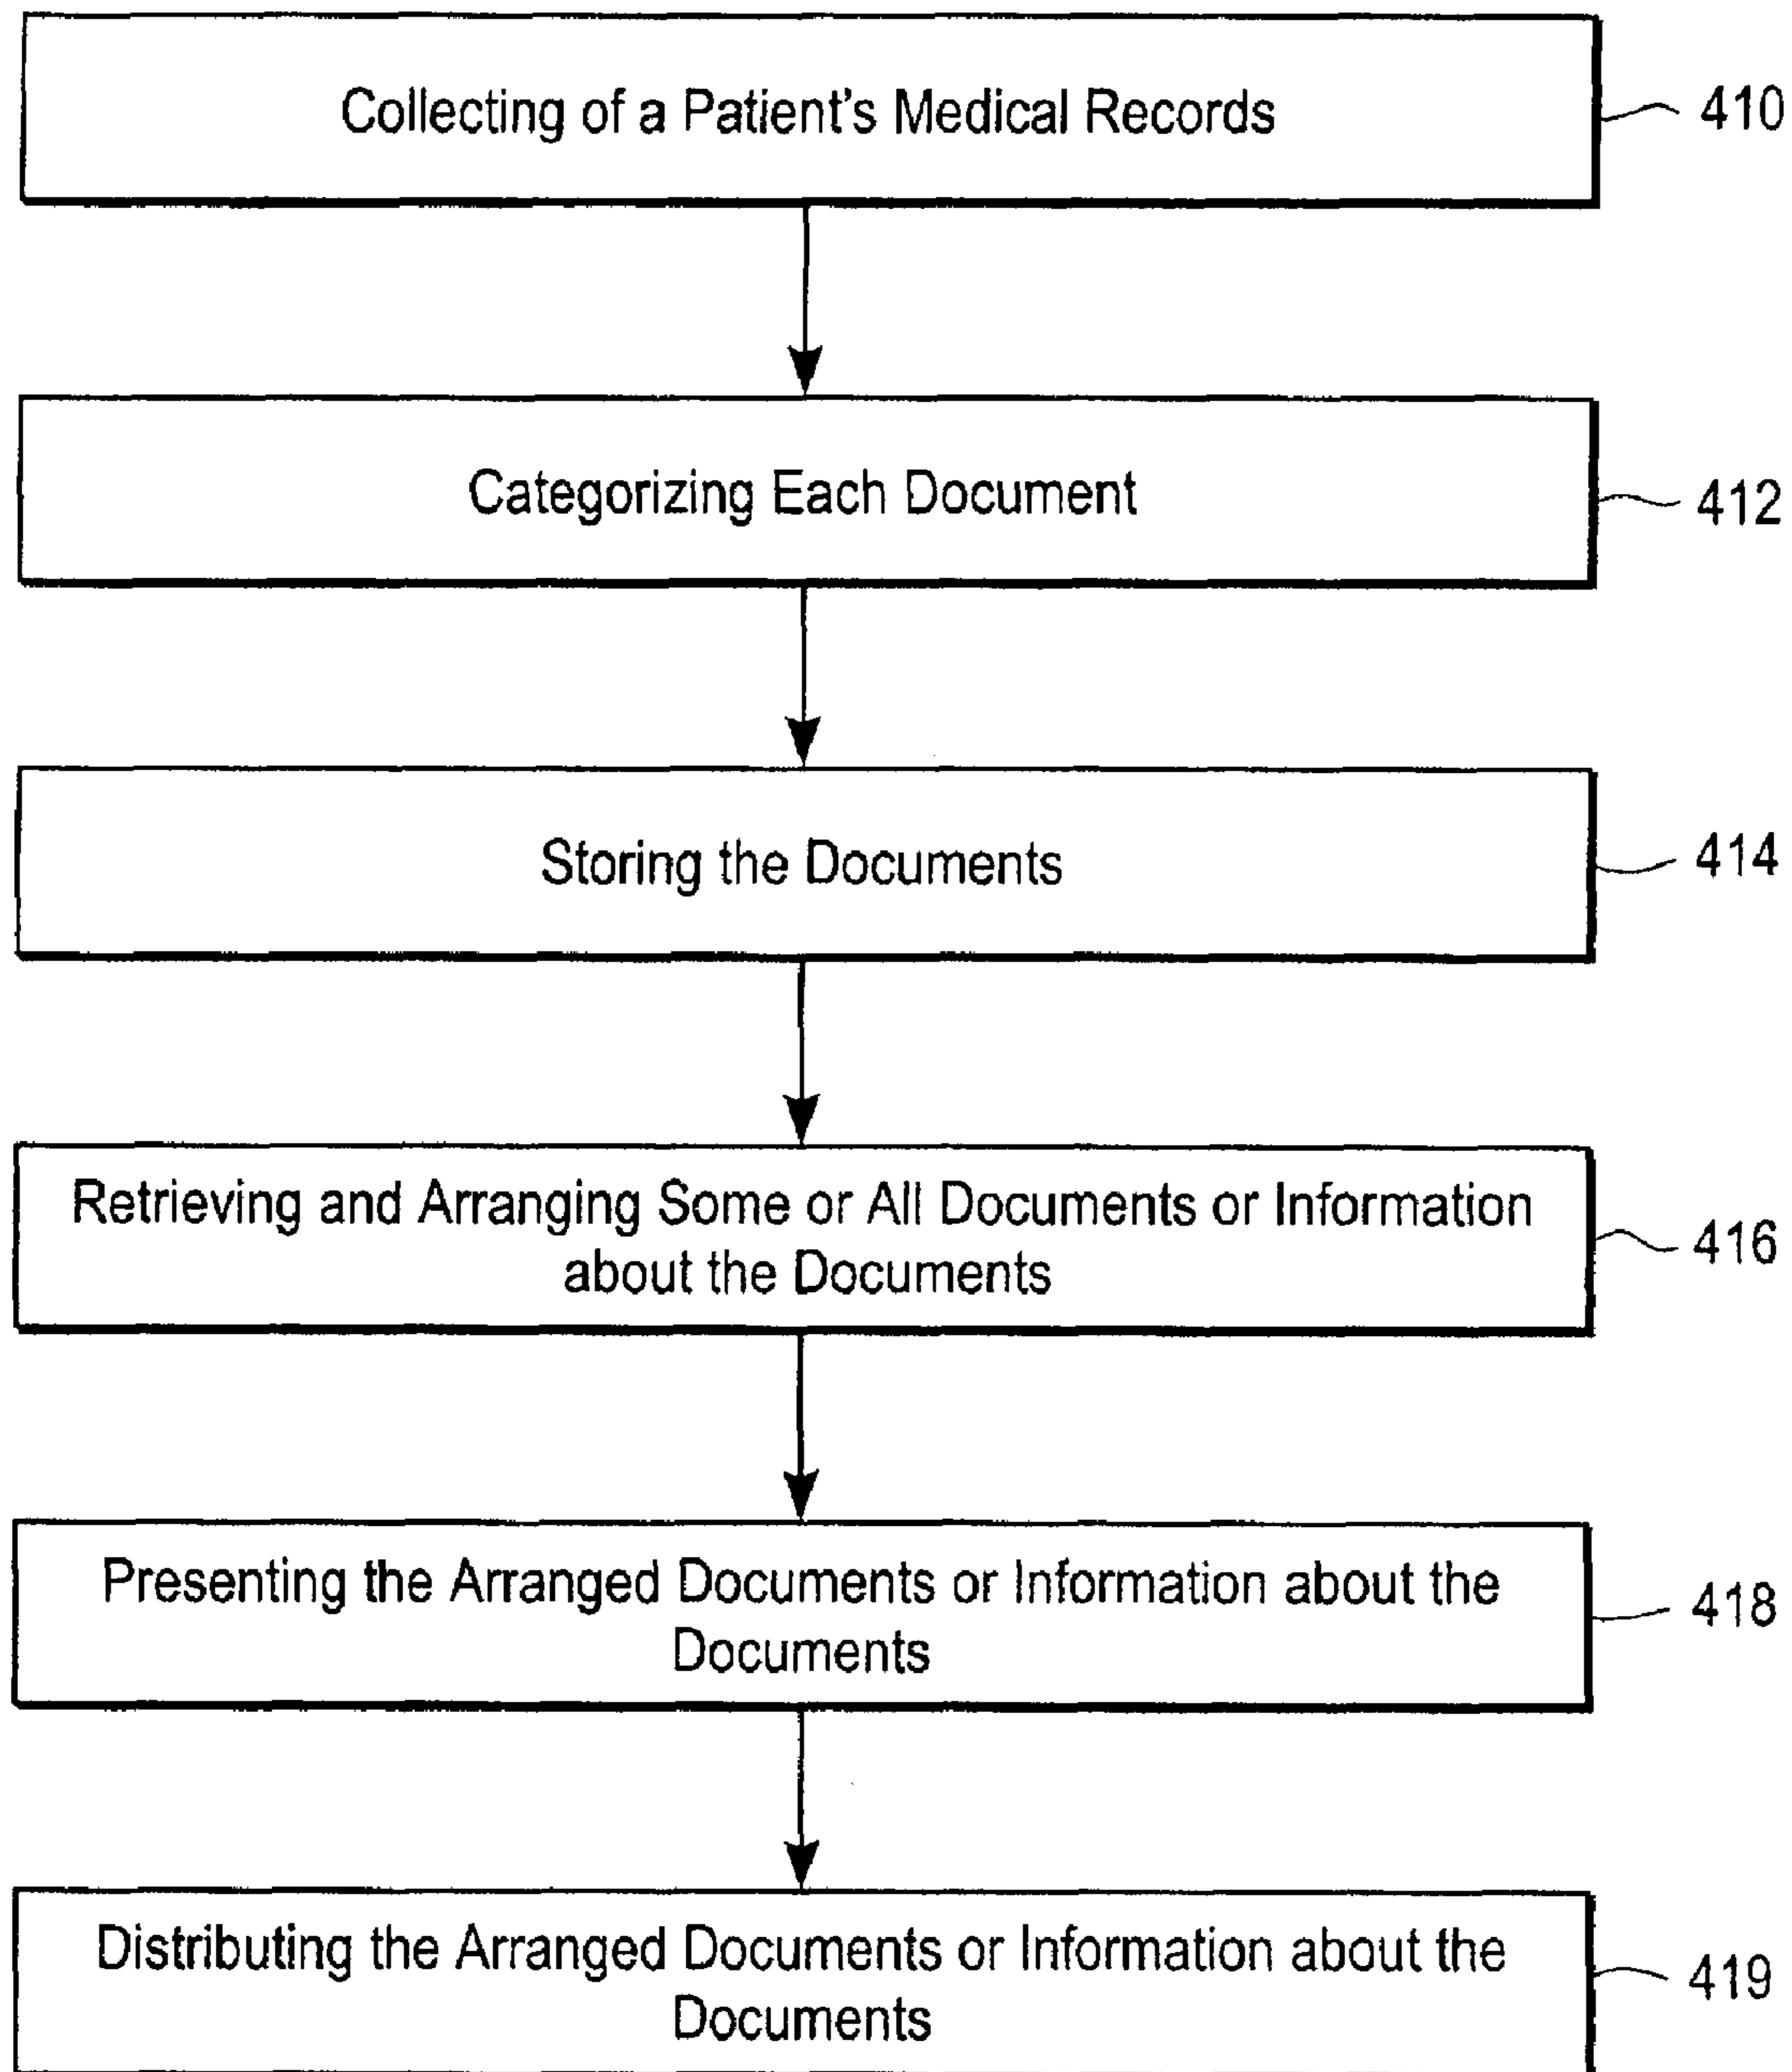 Collecting of a Patient's Medical Records
410
Categorizing Each Document
412
Storing the Documents
414
Retrieving and Arranging Some or All Documents or Information
about the Documents
416
Presenting the Arranged Documents or Information about the
Documents
418
Distributing the Arranged Documents or Information about the
Documents
419